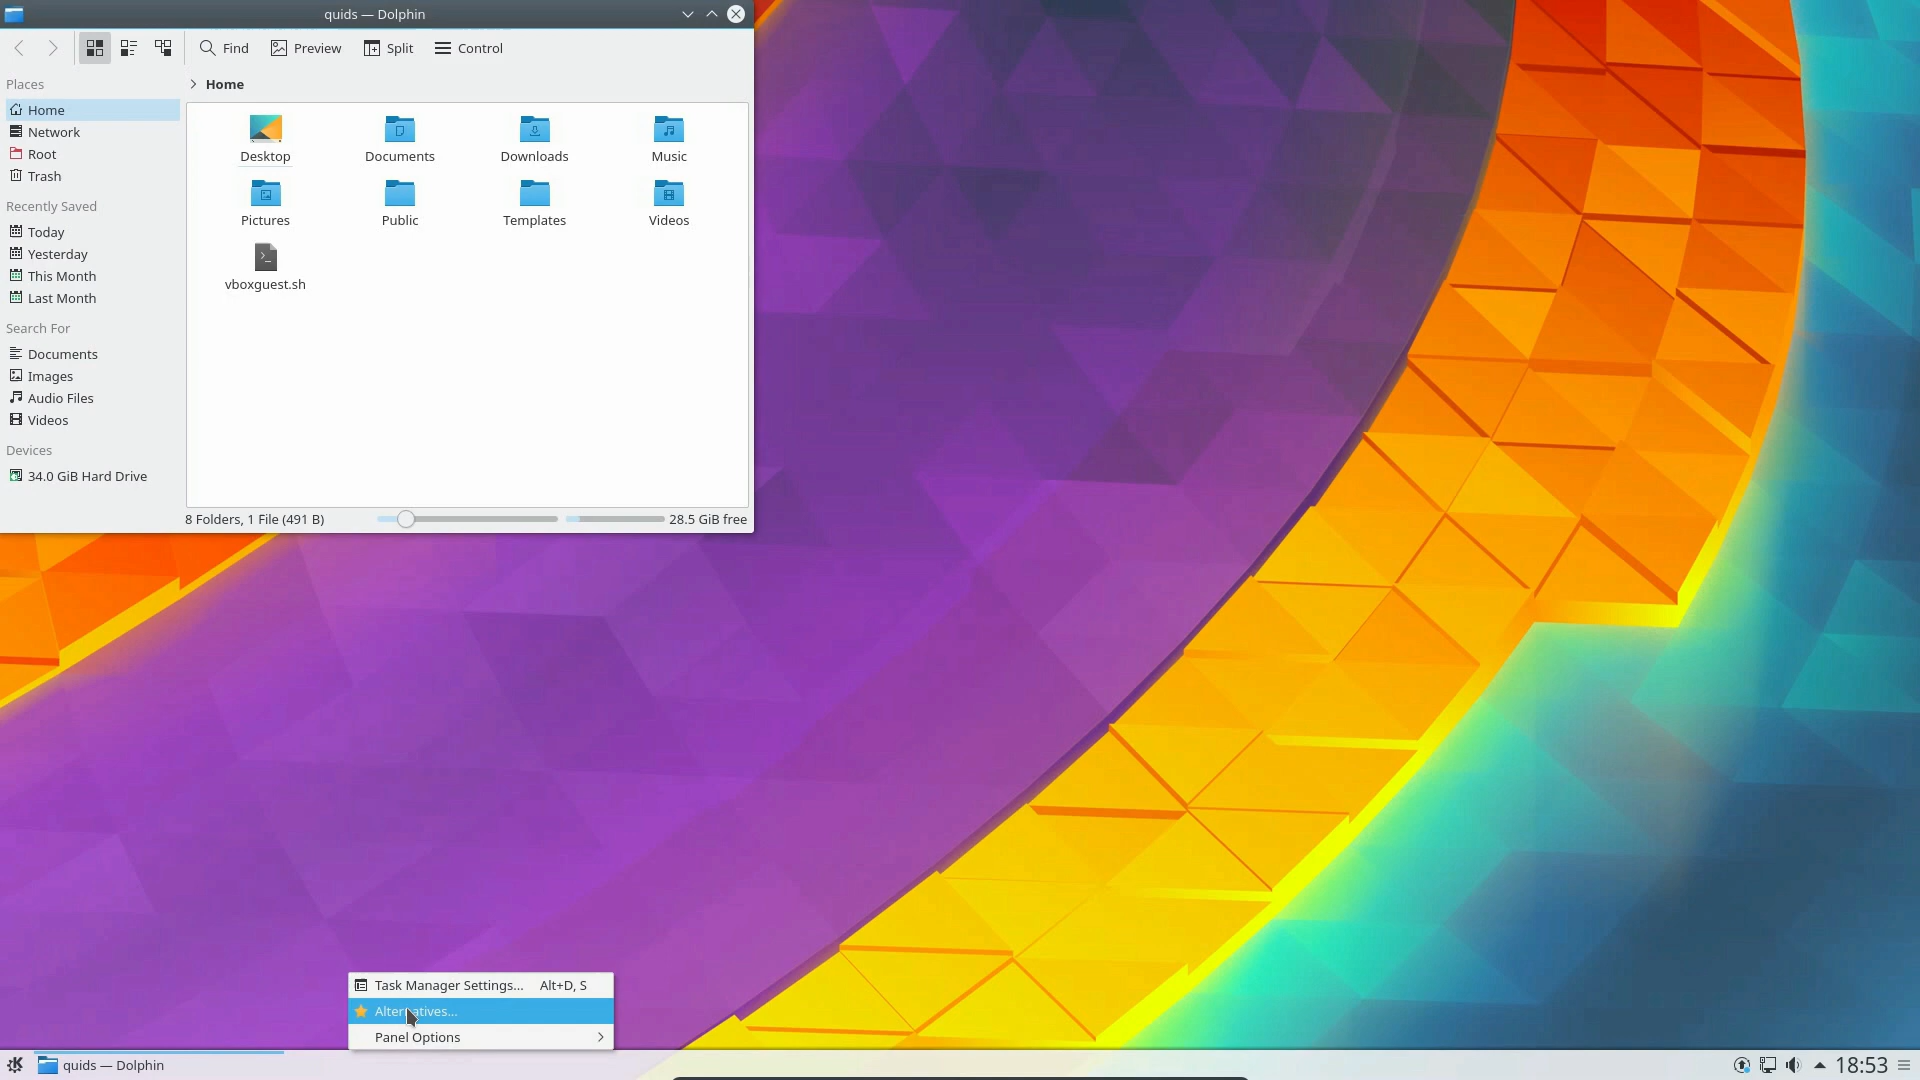 quids — Dolphin
Find Preview Split Control
Places
Home
Network
Root
Trash
Recently Saved
Today
Yesterday
This Month
Last Month
Search For
Documents
Images
Audio Files
Videos
Devices
34.0 GiB Hard Drive
Home
Desktop Documents Downloads Music
Pictures Public Templates Videos
vboxguest.sh
8 Folders, 1 File (491 B) 28.5 GiB free
Task Manager Settings... Alt+D, S
Alternatives...
Panel Options
quids — Dolphin 18:53